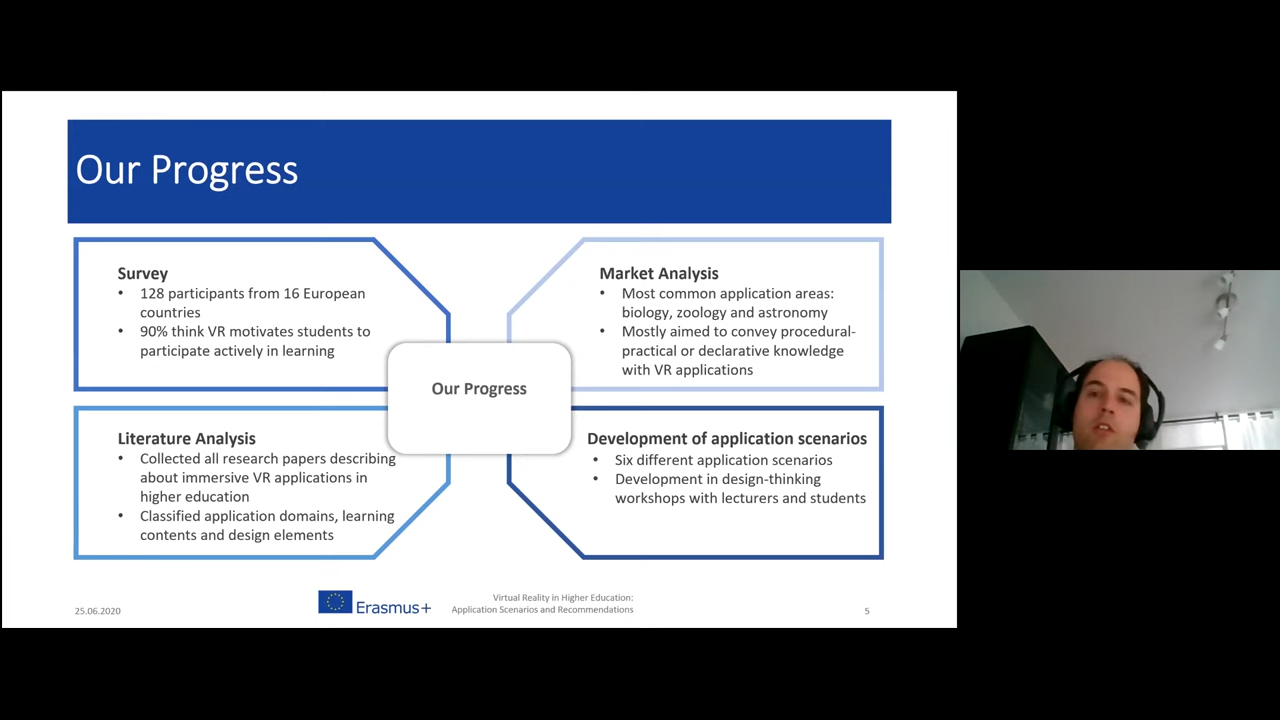 Our Progress
Survey
• 128 participants from 16 European
countries
• 90% think VR motivates students to
participate actively in learning
Market Analysis
• Most common application areas:
biology, zoology and astronomy
• Mostly aimed to convey procedural-
practical or declarative knowledge
with VR applications
Our Progress
Literature Analysis
• Collected all research papers describing
about immersive VR applications in
higher education
• Classified application domains, learning
contents and design elements
Development of application scenarios
• Six different application scenarios
• Development in design-thinking
workshops with lecturers and students
25.06.2020
Erasmus+
Virtual Reality in Higher Education:
Application Scenarios and Recommendations
5